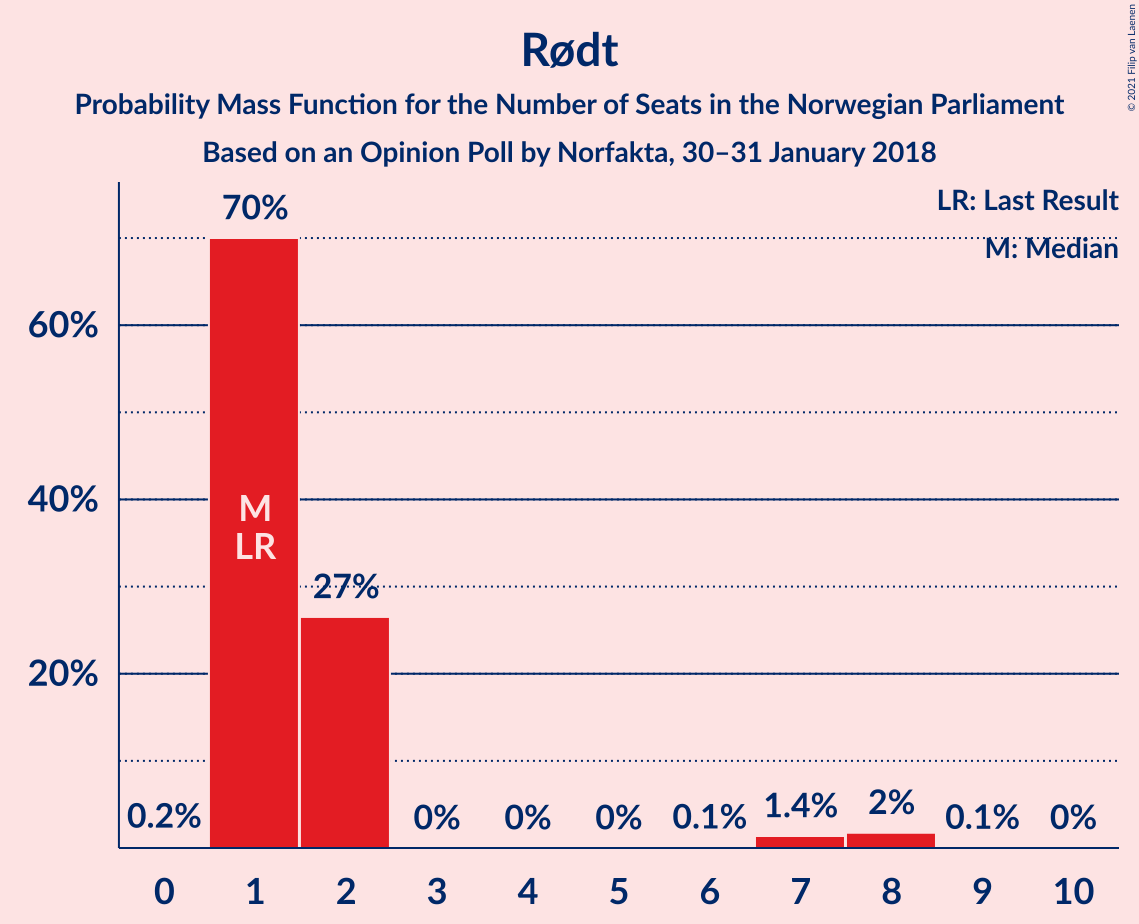 Rødt
Probability Mass Function for the Number of Seats in the Norwegian Parliament
Based on an Opinion Poll by Norfakta, 30–31 January 2018
© 2021 Filip van Laenen
LR: Last Result
M: Median
60%
40%
20%
70%
M
LR
27%
0.2%
0%
0%
0%
0.1%
1.4%
2%
0.1%
0%
0 1 2 3 4 5 6 7 8 9 10